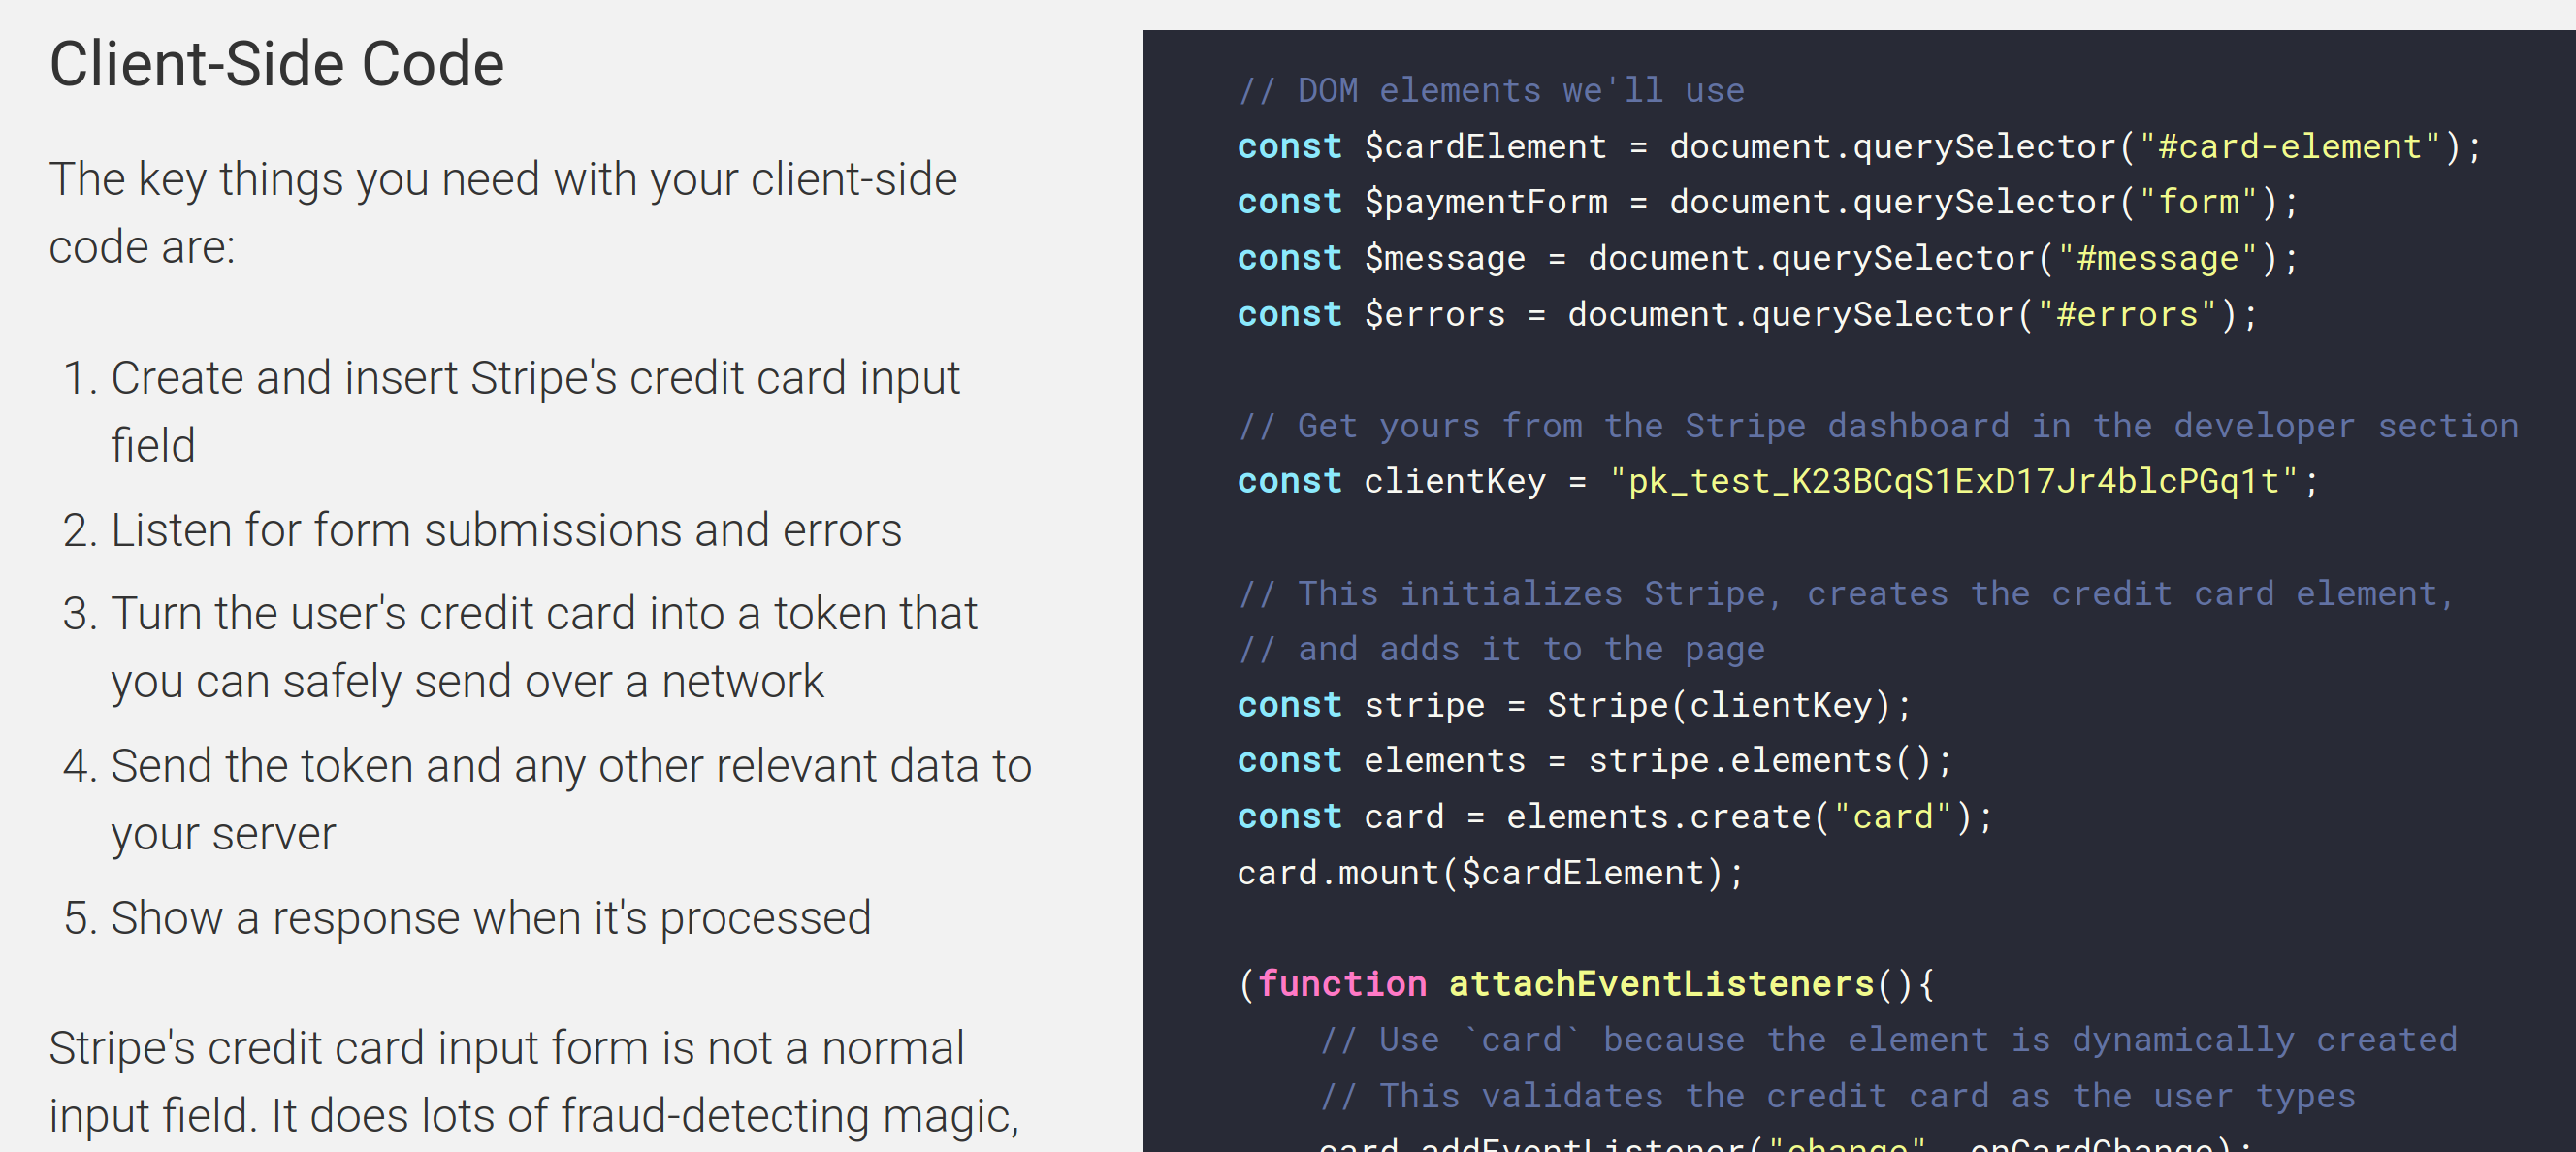 Client-Side Code
The key things you need with your client-side
code are:
1. Create and insert Stripe's credit card input
field
2. Listen for form submissions and errors
3. Turn the user's credit card into a token that
you can safely send over a network
4. Send the token and any other relevant data to
your server
5. Show a response when it's processed
Stripe's credit card input form is not a normal
input field. It does lots of fraud-detecting magic,
// DOM elements we'll use
const $cardElement = document.querySelector("#card-element");
const $paymentForm = document.querySelector("form");
const $message = document.querySelector("#message");
const $errors = document.querySelector("#errors");
// Get yours from the Stripe dashboard in the developer section
const clientKey = "pk_test_K23BCqS1ExD17Jr4blcPGq1t";
// This initializes Stripe, creates the credit card element,
// and adds it to the page
const stripe = Stripe(clientKey);
const elements = stripe.elements();
const card = elements.create("card");
card.mount($cardElement);
(function attachEventListeners(){
// Use `card` because the element is dynamically created
// This validates the credit card as the user types
card.addEventListener("change", onCardChange);